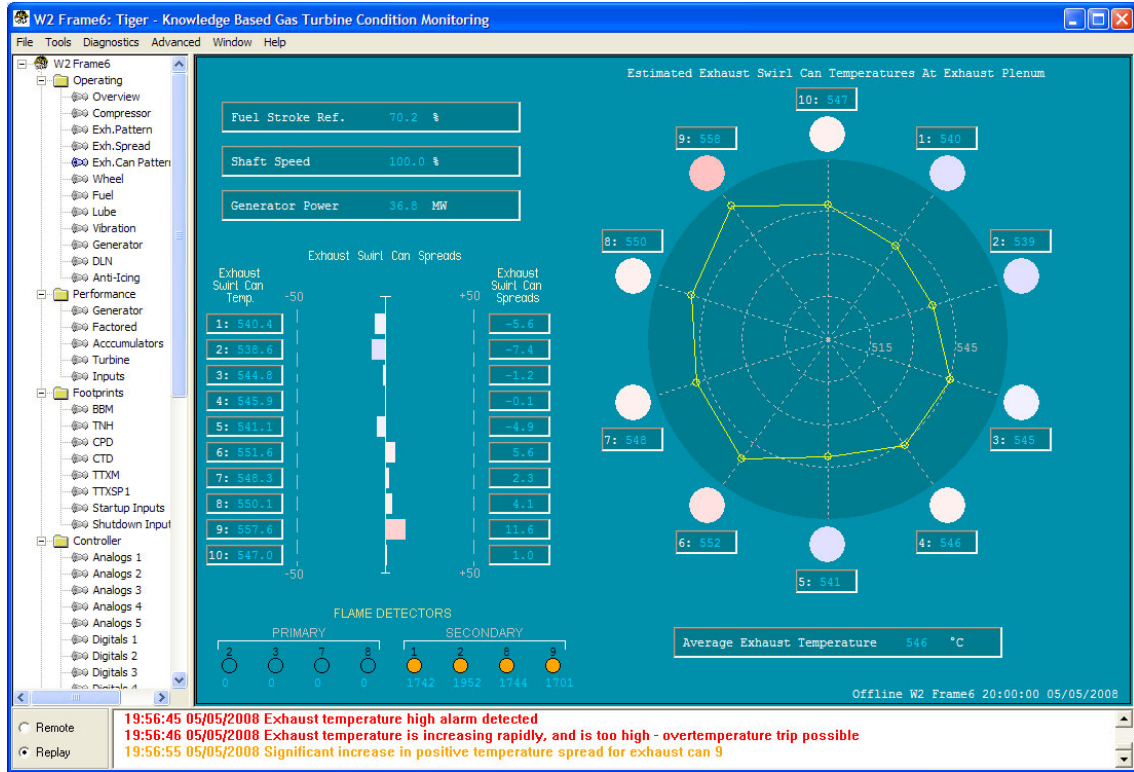 W2 Frame6: Tiger - Knowledge Based Gas Turbine Condition Monitoring
File Tools Diagnostics Advanced Window Help
W2 Frame6
Operating
Overview
Compressor
Exh.Pattern
Exh.Spread
Exh.Can Pattern
Wheel
Fuel
Lube
Vibration
Generator
DLN
Anti-Icing
Performance
Generator
Factored
Acccumulators
Turbine
Inputs
Footprints
BBM
TNH
CPD
CTD
TTXM
TTXSP1
Startup Inputs
Shutdown Input
Controller
Analogs 1
Analogs 2
Analogs 3
Analogs 4
Analogs 5
Digitals 1
Digitals 2
Digitals 3
Digitals 4
Fuel Stroke Ref. 70.2 %
Shaft Speed 100.0 %
Generator Power 36.8 MW
Exhaust Swirl Can Spreads
Exhaust Swirl Can Temp.
-50 +50
Exhaust Swirl Can Spreads
1: 540.4 -5.6
2: 538.6 -7.4
3: 544.8 -1.2
4: 545.9 -0.1
5: 541.1 -4.9
6: 551.6 5.6
7: 548.3 2.3
8: 550.1 4.1
9: 557.6 11.6
10: 547.0 1.0
-50 +50
FLAME DETECTORS
PRIMARY SECONDARY
2 3 7 8 1 2 8 9
0 0 0 0 1742 1952 1744 1701
Estimated Exhaust Swirl Can Temperatures At Exhaust Plenum
10: 547
9: 558
1: 540
8: 550
2: 539
515 545
7: 548
3: 545
6: 552
4: 546
5: 541
Average Exhaust Temperature 546 °C
Offline W2 Frame6 20:00:00 05/05/2008
Remote
Replay
19:56:45 05/05/2008 Exhaust temperature high alarm detected
19:56:46 05/05/2008 Exhaust temperature is increasing rapidly, and is too high - overtemperature trip possible
19:56:55 05/05/2008 Significant increase in positive temperature spread for exhaust can 9